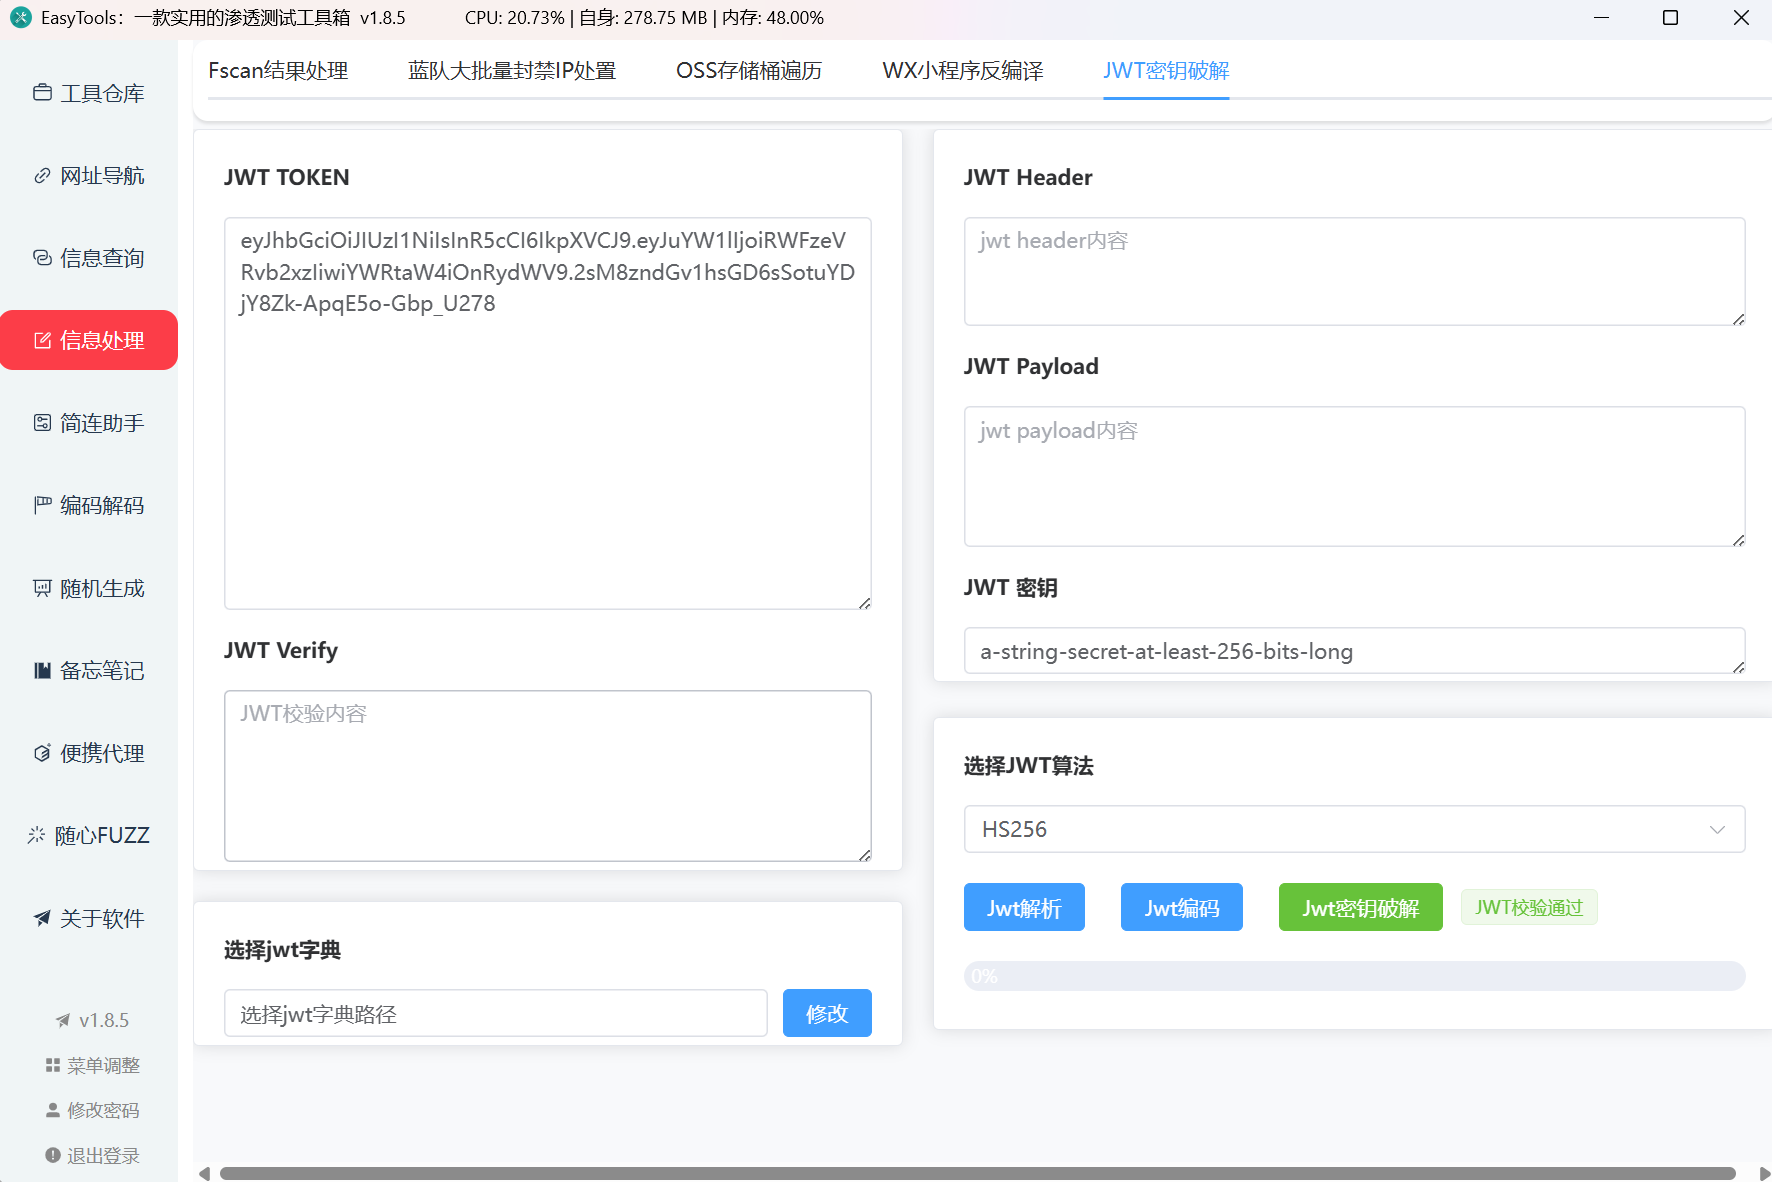 EasyTools：一款实用的渗透测试工具箱 v1.8.5
CPU: 20.73% | 自身: 278.75 MB | 内存: 48.00%
工具仓库
网址导航
信息查询
信息处理
简连助手
编码解码
随机生成
备忘笔记
便携代理
随心FUZZ
关于软件
v1.8.5
菜单调整
修改密码
退出登录
Fscan结果处理
蓝队大批量封禁IP处置
OSS存储桶遍历
WX小程序反编译
JWT密钥破解
JWT TOKEN
eyJhbGciOiJIUzI1NiIsInR5cCI6IkpXVCJ9.eyJuYW1lIjoiRWFzeV
Rvb2xzIiwiYWRtaW4iOnRydWV9.2sM8zndGv1hsGD6sSotuYD
jY8Zk-ApqE5o-Gbp_U278
JWT Verify
JWT校验内容
选择jwt字典
选择jwt字典路径
修改
JWT Header
jwt header内容
JWT Payload
jwt payload内容
JWT 密钥
a-string-secret-at-least-256-bits-long
选择JWT算法
HS256
Jwt解析
Jwt编码
Jwt密钥破解
JWT校验通过
0%